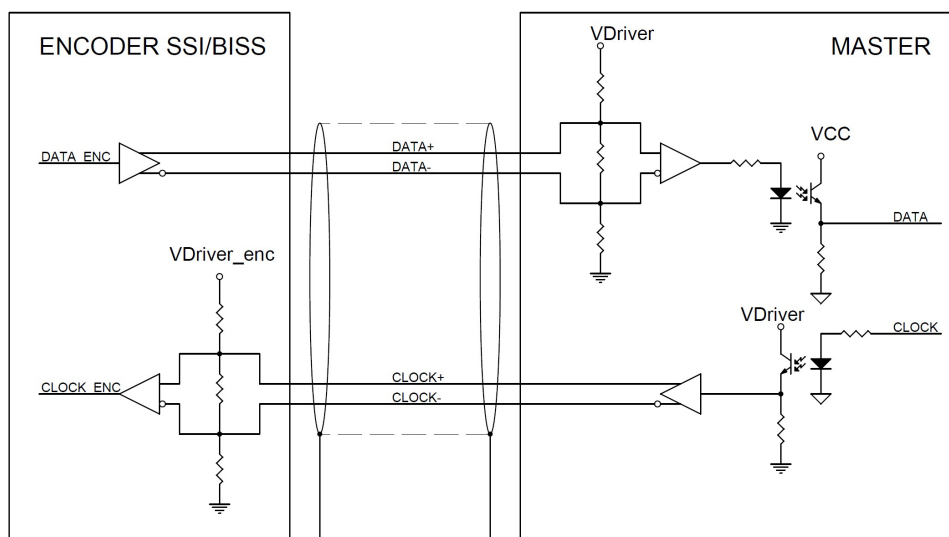 ENCODER SSI/BISS
VDriver
MASTER
VCC
DATA_ENC
DATA+
DATA-
DATA
VDriver_enc
VDriver
CLOCK
CLOCK_ENC
CLOCK+
CLOCK-